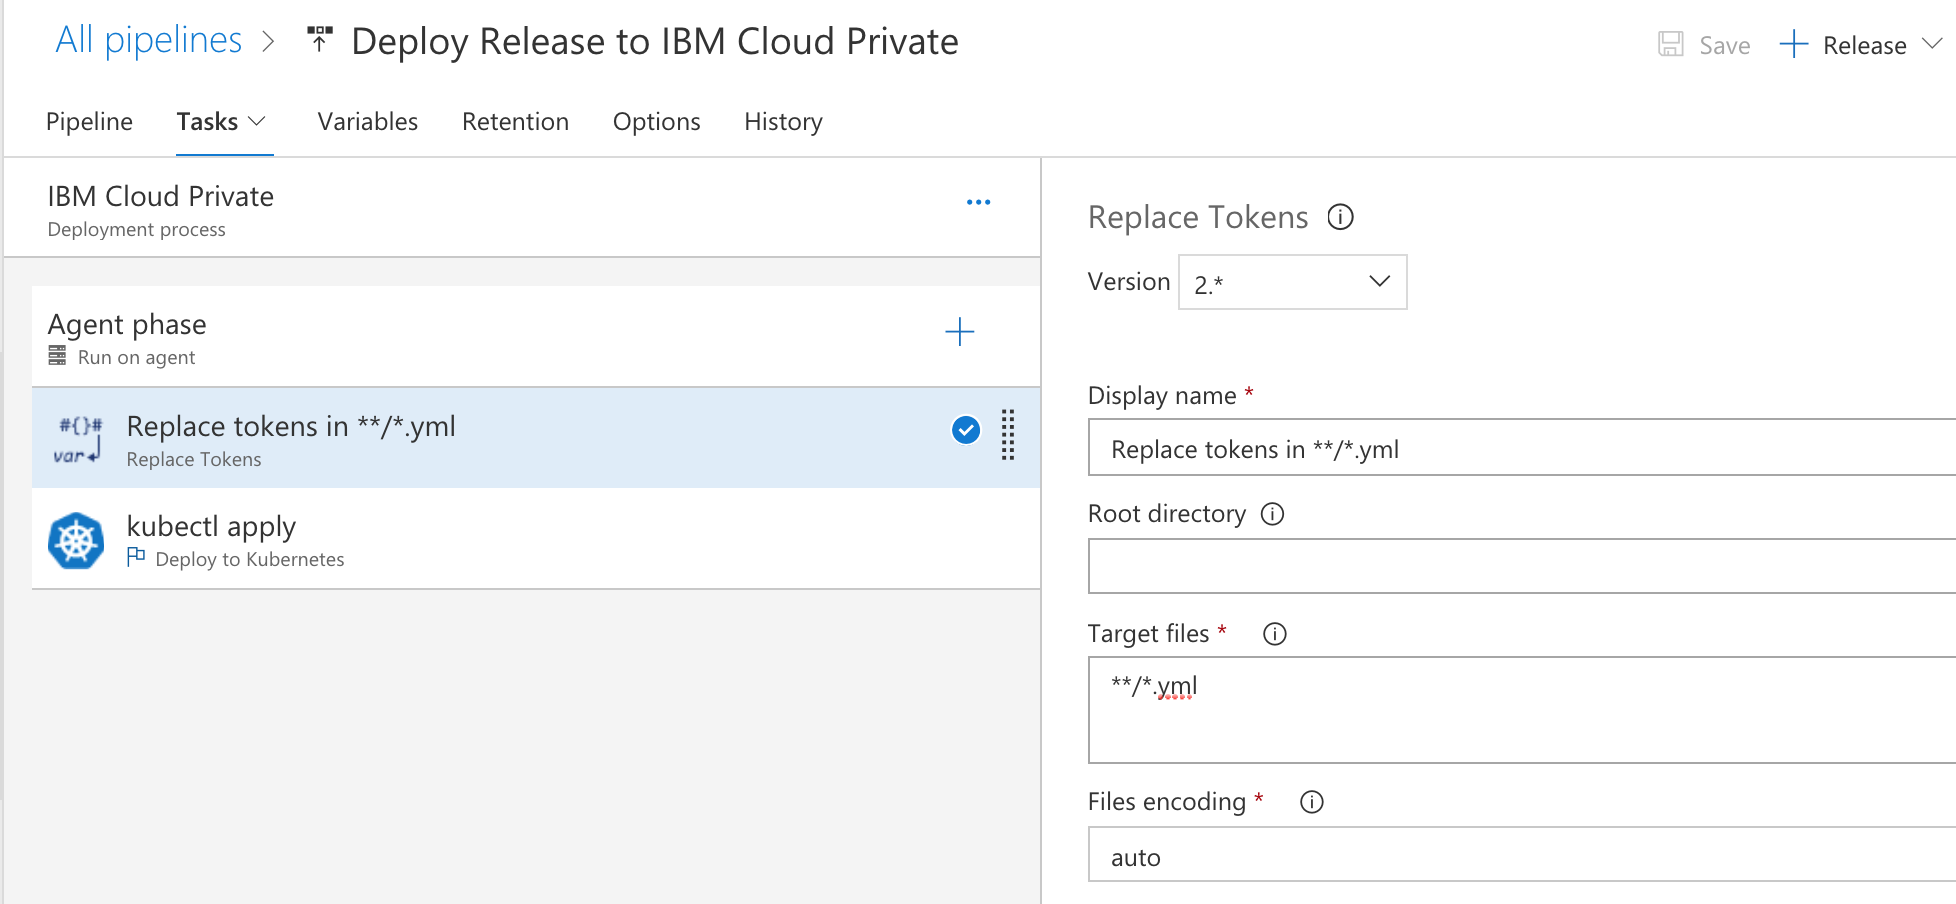 All pipelines > Deploy Release to IBM Cloud Private
Save
Release
Pipeline
Tasks
Variables
Retention
Options
History
IBM Cloud Private
Deployment process
Agent phase
Run on agent
#{}#
var
Replace tokens in **/*.yml
Replace Tokens
kubectl apply
Deploy to Kubernetes
Replace Tokens
Version 2.*
Display name *
Replace tokens in **/*.yml
Root directory
Target files *
**/*.yml
Files encoding *
auto